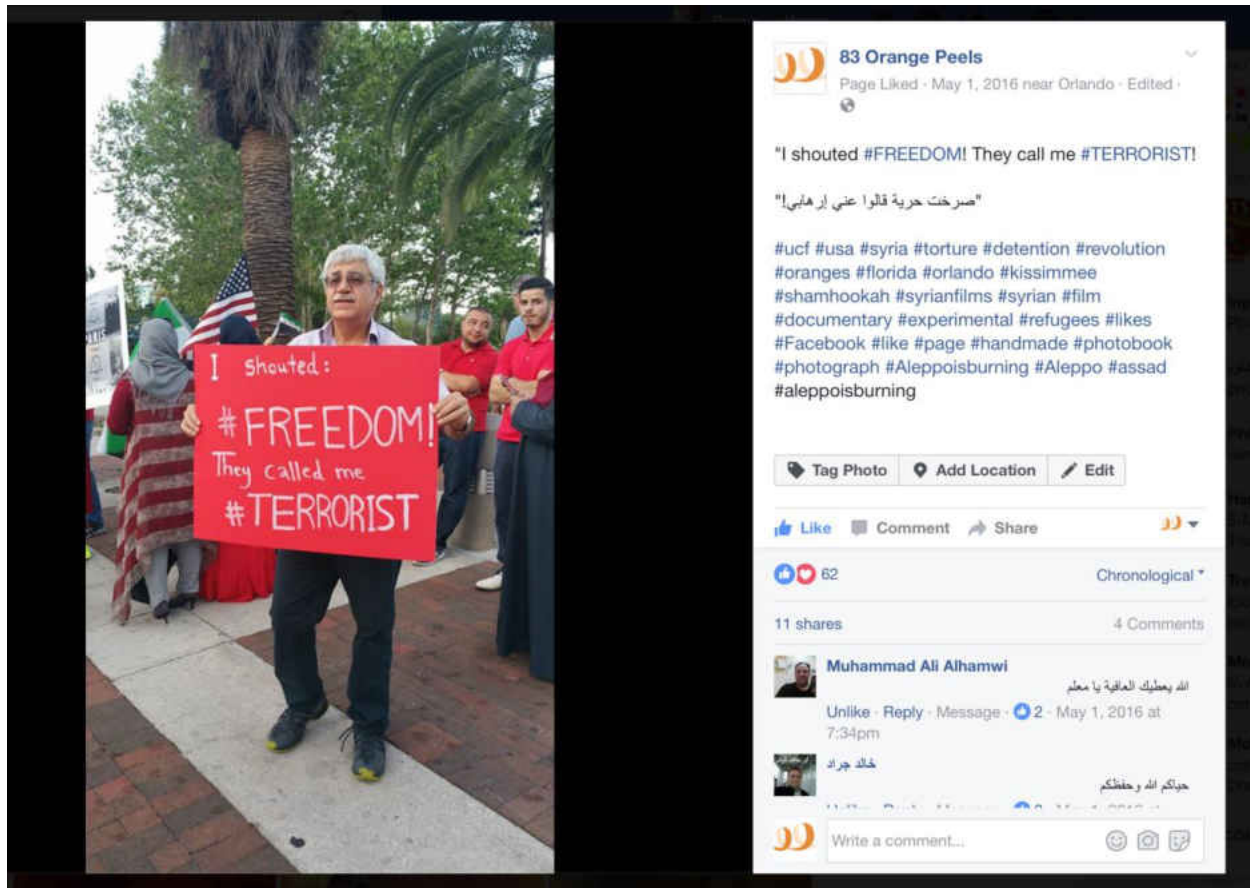 I shouted:
#FREEDOM!
They called me
#TERRORIST
83 Orange Peels
Page Liked · May 1, 2016 near Orlando · Edited ·
"I shouted #FREEDOM! They call me #TERRORIST!
"صرخت حرية قالوا عني إرهابي!"
#ucf #usa #syria #torture #detention #revolution
#oranges #florida #orlando #kissimmee
#shamhookah #syrianfilms #syrian #film
#documentary #experimental #refugees #likes
#Facebook #like #page #handmade #photobook
#photograph #Aleppoisburning #Aleppo #assad
#aleppoisburning
Tag Photo Add Location Edit
Like Comment Share
62 Chronological
11 shares 4 Comments
Muhammad Ali Alhamwi
الله يعطيك العافية يا معلم
Unlike · Reply · Message · 2 · May 1, 2016 at
7:34pm
خالد جراد
حياكم الله وحفظكم
Write a comment...